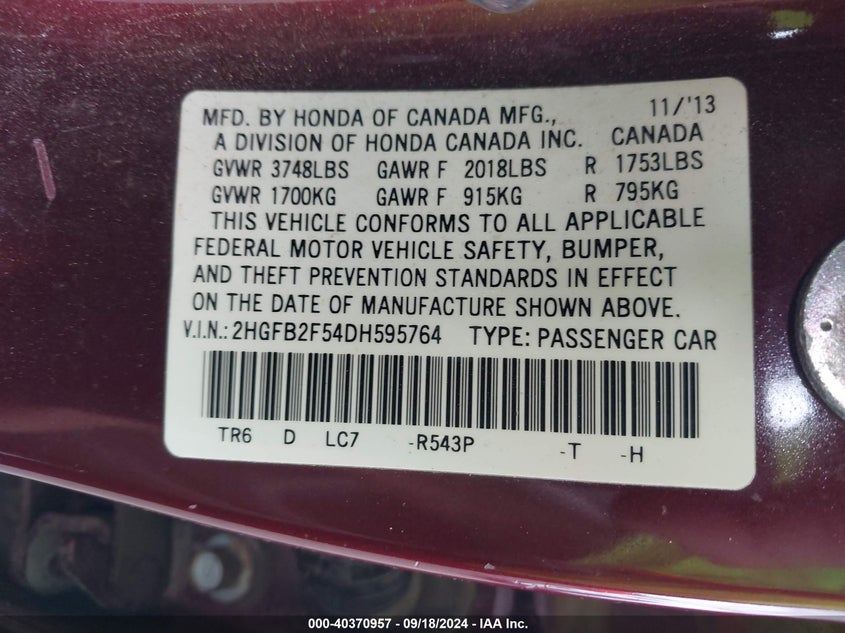 MFD. BY HONDA OF CANADA MFG., 11/'13
A DIVISION OF HONDA CANADA INC. CANADA
GVWR 3748LBS GAWR F 2018LBS R 1753LBS
GVWR 1700KG GAWR F 915KG R 795KG
THIS VEHICLE CONFORMS TO ALL APPLICABLE
FEDERAL MOTOR VEHICLE SAFETY, BUMPER,
AND THEFT PREVENTION STANDARDS IN EFFECT
ON THE DATE OF MANUFACTURE SHOWN ABOVE.
V.I.N.: 2HGFB2F54DH595764 TYPE: PASSENGER CAR
TR6 D LC7 -R543P -T -H
000-40370957 - 09/18/2024 - IAA Inc.